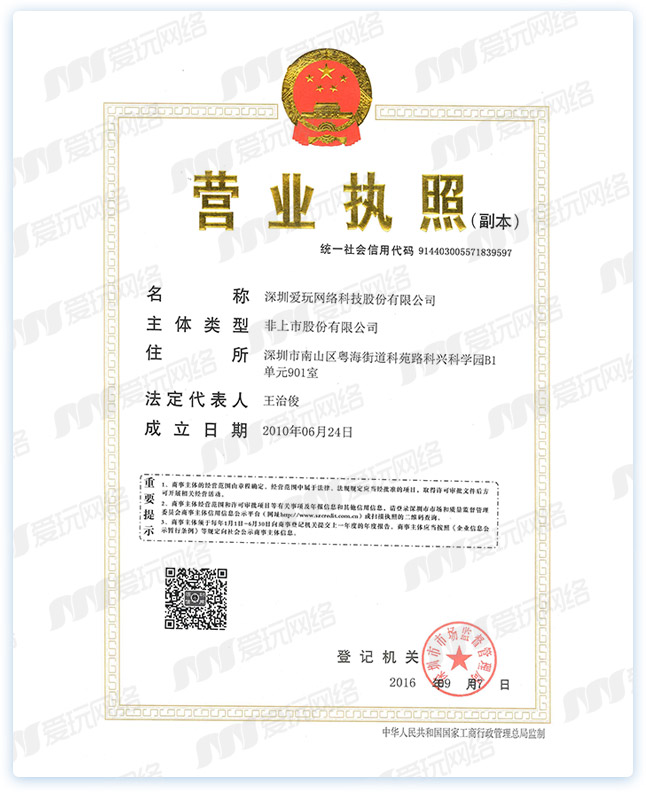 营业执照
(副本)
统一社会信用代码 914403005571839597
名称 深圳爱玩网络科技股份有限公司
主体类型 非上市股份有限公司
住所 深圳市南山区粤海街道科苑路科兴科学园B1
单元901室
法定代表人 王治俊
成立日期 2010年06月24日
重要提示
1、商事主体的经营范围由章程确定。经营范围中属于法律、法规规定应当经批准的项目，取得许可审批文件后方
可开展相关经营活动。
2、商事主体经营范围和许可审批项目等有关事项及年报信息和其他信用信息，请登录深圳市市场和质量监督管理
委员会商事主体信用信息公示平台（网址http://www.szcredit.com.cn）或扫描执照的二维码查询。
3、商事主体须于每年1月1日-6月30日向商事登记机关提交上一年度的年度报告。商事主体应当按照《企业信息公
示暂行条例》等规定向社会公示商事主体信息。
登记机关
深圳市市场监督管理局
2016 年09 月7 日
中华人民共和国国家工商行政管理总局监制
爱玩网络